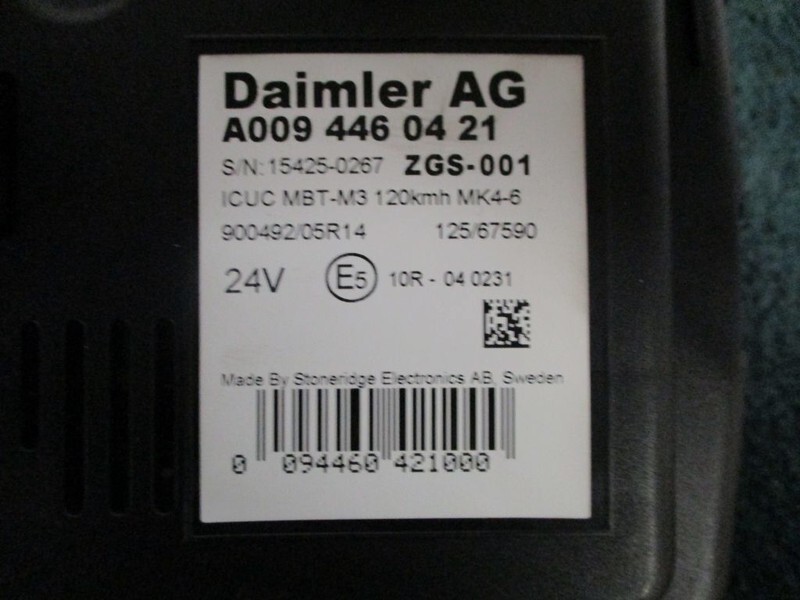 Daimler AG
A009 446 04 21
S/N: 15425-0267 ZGS-001
ICUC MBT-M3 120kmh MK4-6
900492/05R14 125/67590
24V E5 10R - 04 0231
Made By Stoneridge Electronics AB, Sweden
0 094460 421000